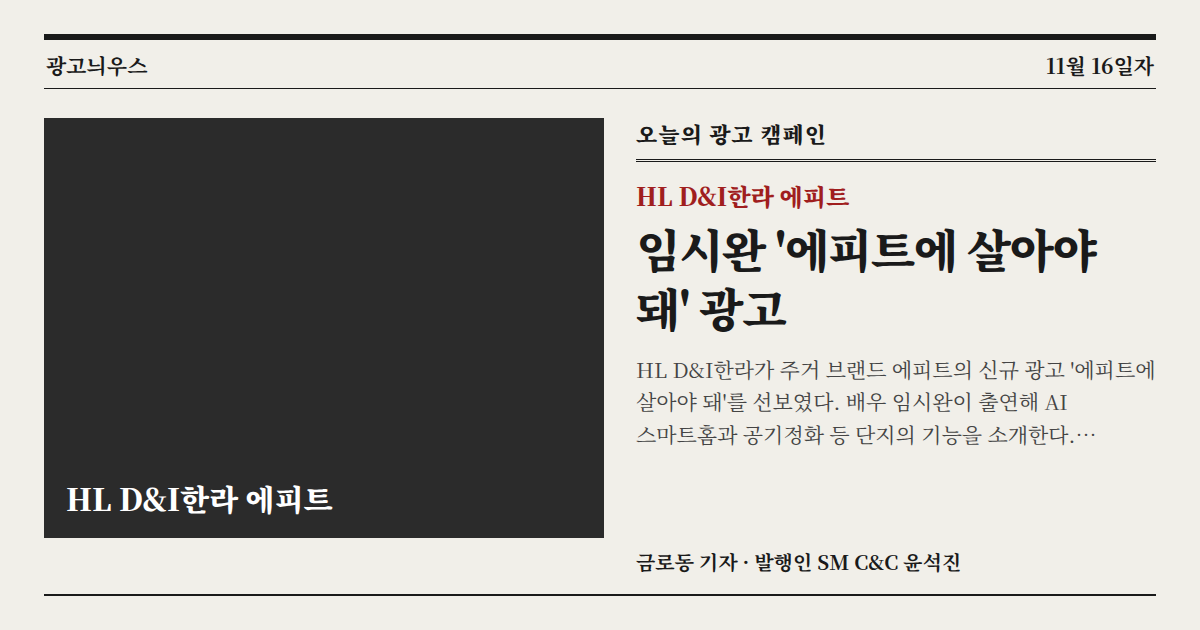 광고늬우스
11월 16일자
HL D&I한라 에피트
오늘의 광고 캠페인
HL D&I한라 에피트
임시완 '에피트에 살아야
돼' 광고
HL D&I한라가 주거 브랜드 에피트의 신규 광고 '에피트에
살아야 돼'를 선보였다. 배우 임시완이 출연해 AI
스마트홈과 공기정화 등 단지의 기능을 소개한다.…
금로동 기자 · 발행인 SM C&C 윤석진